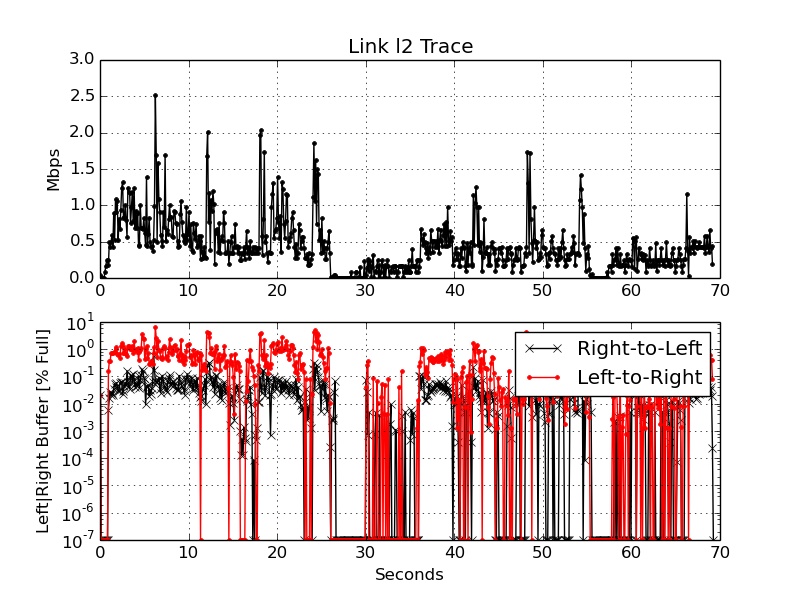 Link l2 Trace
3.0
2.5
2.0
1.5
1.0
0.5
0.0
Mbps
0 10 20 30 40 50 60 70
10^1
10^0
10^-1
10^-2
10^-3
10^-4
10^-5
10^-6
10^-7
Left|Right Buffer [% Full]
Right-to-Left
Left-to-Right
0 10 20 30 40 50 60 70
Seconds